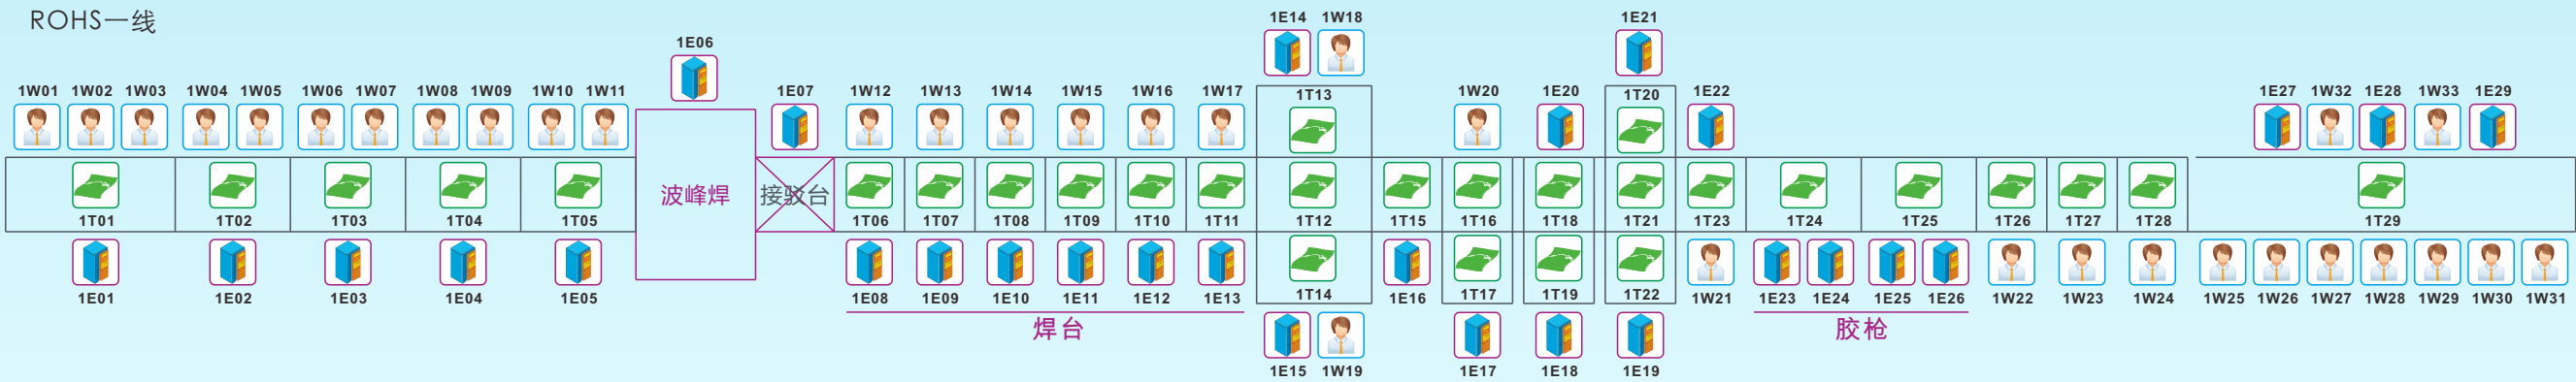 ROHS一线
1E14 1W18
1E21
1E06
1W01 1W02 1W03 1W04 1W05 1W06 1W07 1W08 1W09 1W10 1W11
1E07
1W12 1W13 1W14 1W15 1W16 1W17
1T13
1W20
1E20
1T20
1E22
1E27 1W32 1E28 1W33 1E29
波峰焊
接驳台
1T01 1T02 1T03 1T04 1T05
1T06 1T07 1T08 1T09 1T10 1T11 1T12 1T15 1T16 1T18 1T21 1T23 1T24 1T25 1T26 1T27 1T28 1T29
1E01 1E02 1E03 1E04 1E05
1E08 1E09 1E10 1E11 1E12 1E13
1T14
1E16
1T17
1T19
1T22
1W21
1E23 1E24 1E25 1E26
1W22 1W23 1W24 1W25 1W26 1W27 1W28 1W29 1W30 1W31
焊台
胶枪
1E15 1W19
1E17
1E18
1E19